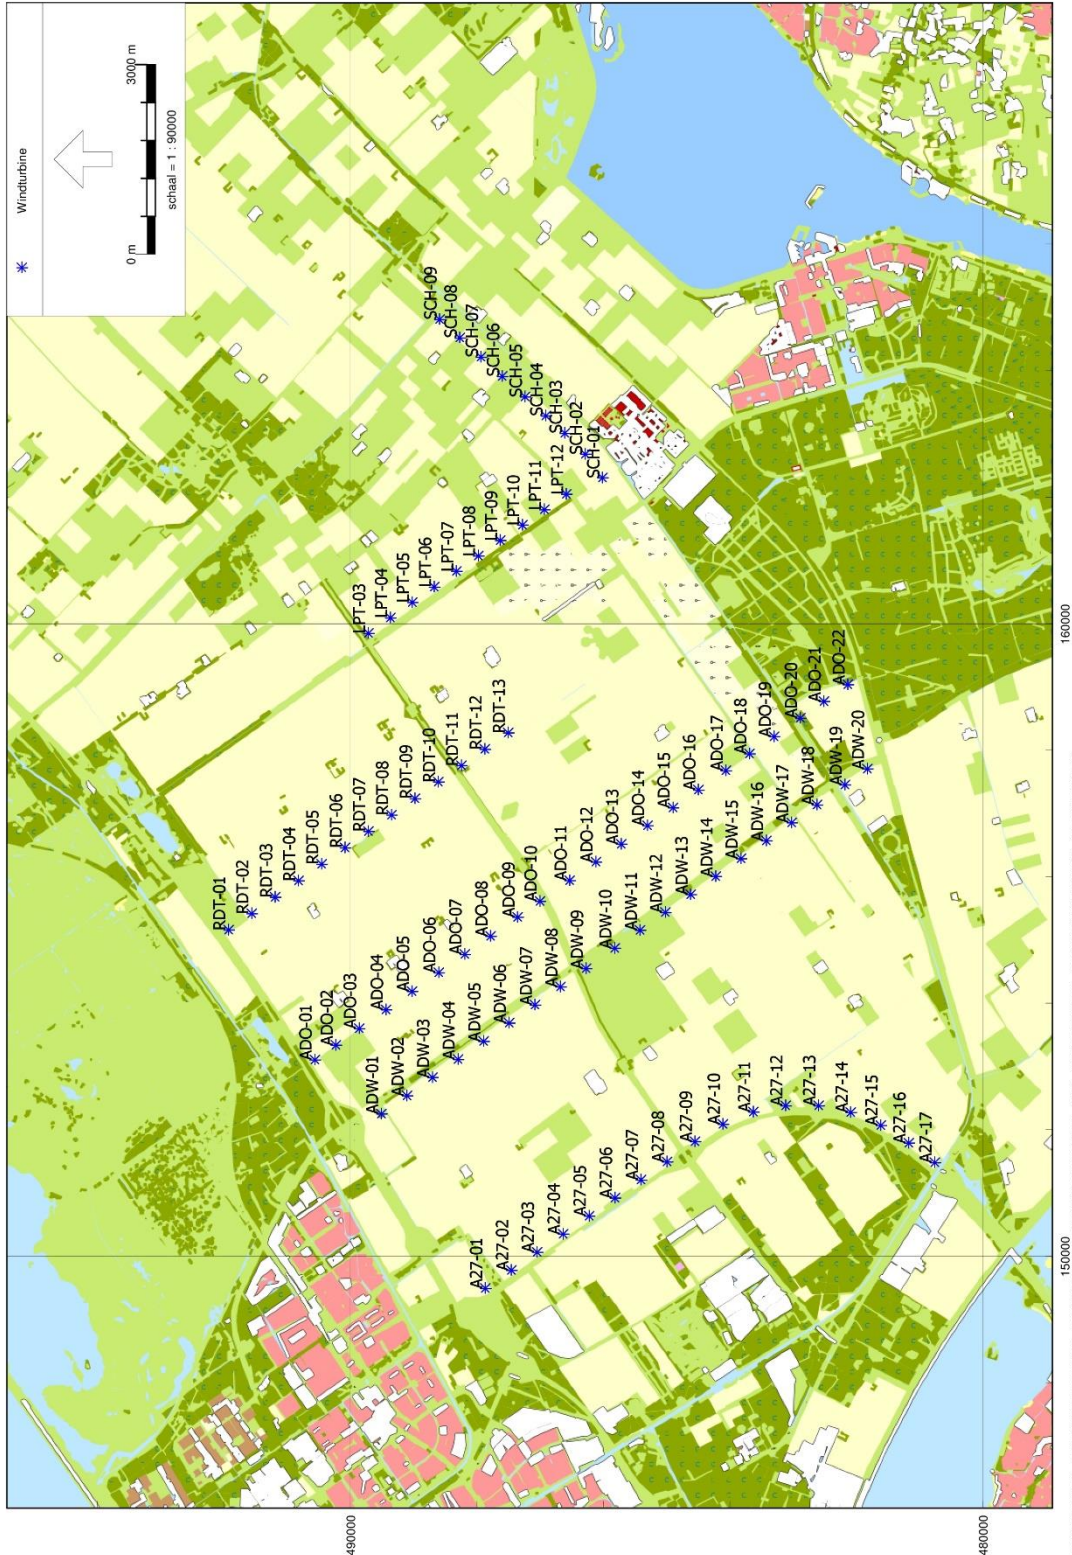 Windturbine
0 m
3000 m
schaal = 1 : 90000
SCH-09
SCH-08
SCH-07
SCH-06
SCH-05
SCH-04
SCH-03
SCH-02
SCH-01
LPT-03
LPT-04
LPT-05
LPT-06
LPT-07
LPT-08
LPT-09
LPT-10
LPT-11
LPT-12
RDT-01
RDT-02
RDT-03
RDT-04
RDT-05
RDT-06
RDT-07
RDT-08
RDT-09
RDT-10
RDT-11
RDT-12
RDT-13
ADO-01
ADO-02
ADO-03
ADO-04
ADO-05
ADO-06
ADO-07
ADO-08
ADO-09
ADO-10
ADO-11
ADO-12
ADO-13
ADO-14
ADO-15
ADO-16
ADO-17
ADO-18
ADO-19
ADO-20
ADO-21
ADO-22
ADW-01
ADW-02
ADW-03
ADW-04
ADW-05
ADW-06
ADW-07
ADW-08
ADW-09
ADW-10
ADW-11
ADW-12
ADW-13
ADW-14
ADW-15
ADW-16
ADW-17
ADW-18
ADW-19
ADW-20
A27-01
A27-02
A27-03
A27-04
A27-05
A27-06
A27-07
A27-08
A27-09
A27-10
A27-11
A27-12
A27-13
A27-14
A27-15
A27-16
A27-17
160000
150000
490000
480000